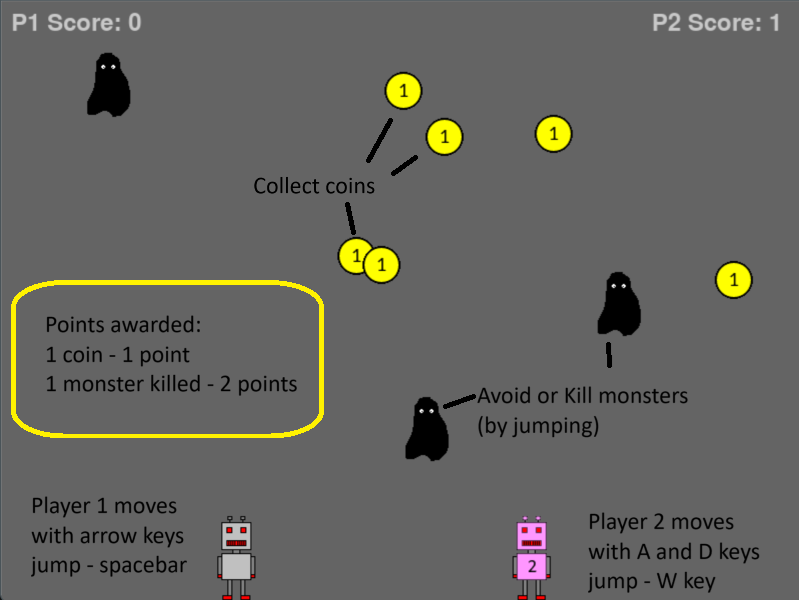 P1 Score: 0
P2 Score: 1
1
1
1
Collect coins
1
1
1
Points awarded:
1 coin - 1 point
1 monster killed - 2 points
Avoid or Kill monsters
(by jumping)
Player 1 moves
with arrow keys
jump - spacebar
2
Player 2 moves
with A and D keys
jump - W key